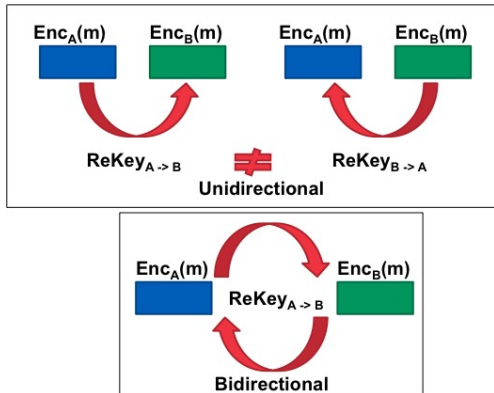 Enc_A(m) Enc_B(m) Enc_A(m) Enc_B(m)
ReKey_A -> B ≠ ReKey_B -> A
Unidirectional
Enc_A(m) Enc_B(m)
ReKey_A -> B
Bidirectional